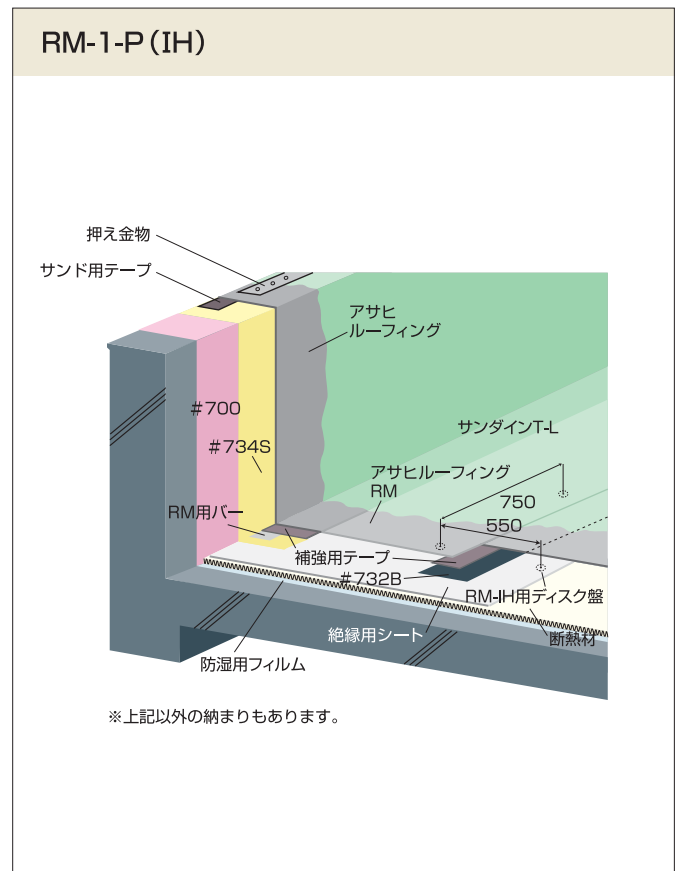 RM-1-P(IH)
押え金物
サンド用テープ
アサヒ
ルーフィング
#700
#734S
サンダインT-L
アサヒルーフィング
RM
750
550
RM用バー
補強用テープ
#732B
RM-IH用ディスク盤
絶縁用シート
断熱材
防湿用フィルム
※上記以外の納まりもあります。